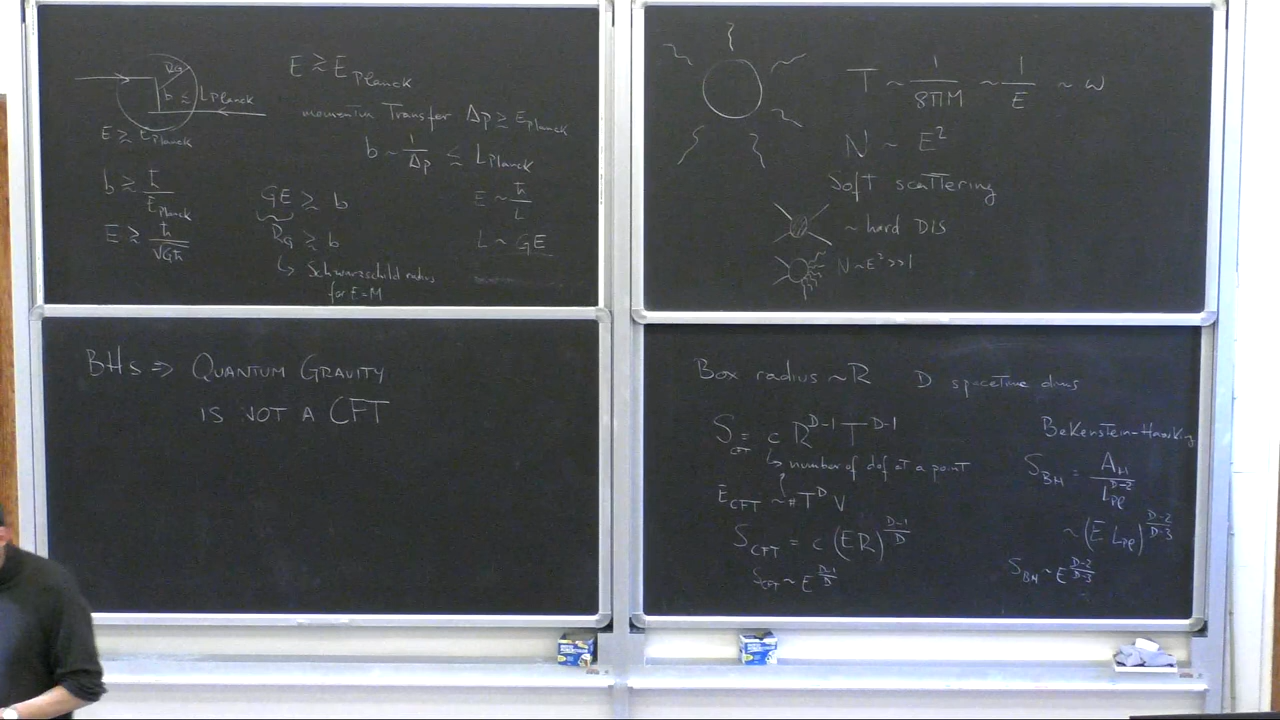 R_G
b ≲ L_Planck
E ≳ E_Planck
b ≳ ħ / E_Planck
E ≳ ħ / √Għ
E ≳ E_Planck
momentum Transfer Δp ≥ E_Planck
b ~ 1/Δp ≲ L_Planck
GE ≳ b
R_G ≳ b
↳ Schwarzschild radius
for E=M
E ~ ħ/L
L ~ GE
T ~ 1/8πM ~ 1/E ~ ω
N ~ E²
Soft scattering
~ hard DIS
N~E²>>1
BHs ⇒ QUANTUM GRAVITY
IS NOT A CFT
Box radius ~R D spacetime dims
S_CFT = c R^{D-1} T^{D-1}
↳ number of dof at a point
E_CFT ~ # T^D V
S_CFT = c (ER)^{D-1/D}
S_CFT ~ E^{D-1/D}
Bekenstein-Hawking
S_BH = A_H / L_Pl^{D-2}
~ (E L_Pl)^{D-2/D-3}
S_BH ~ E^{D-2/D-3}